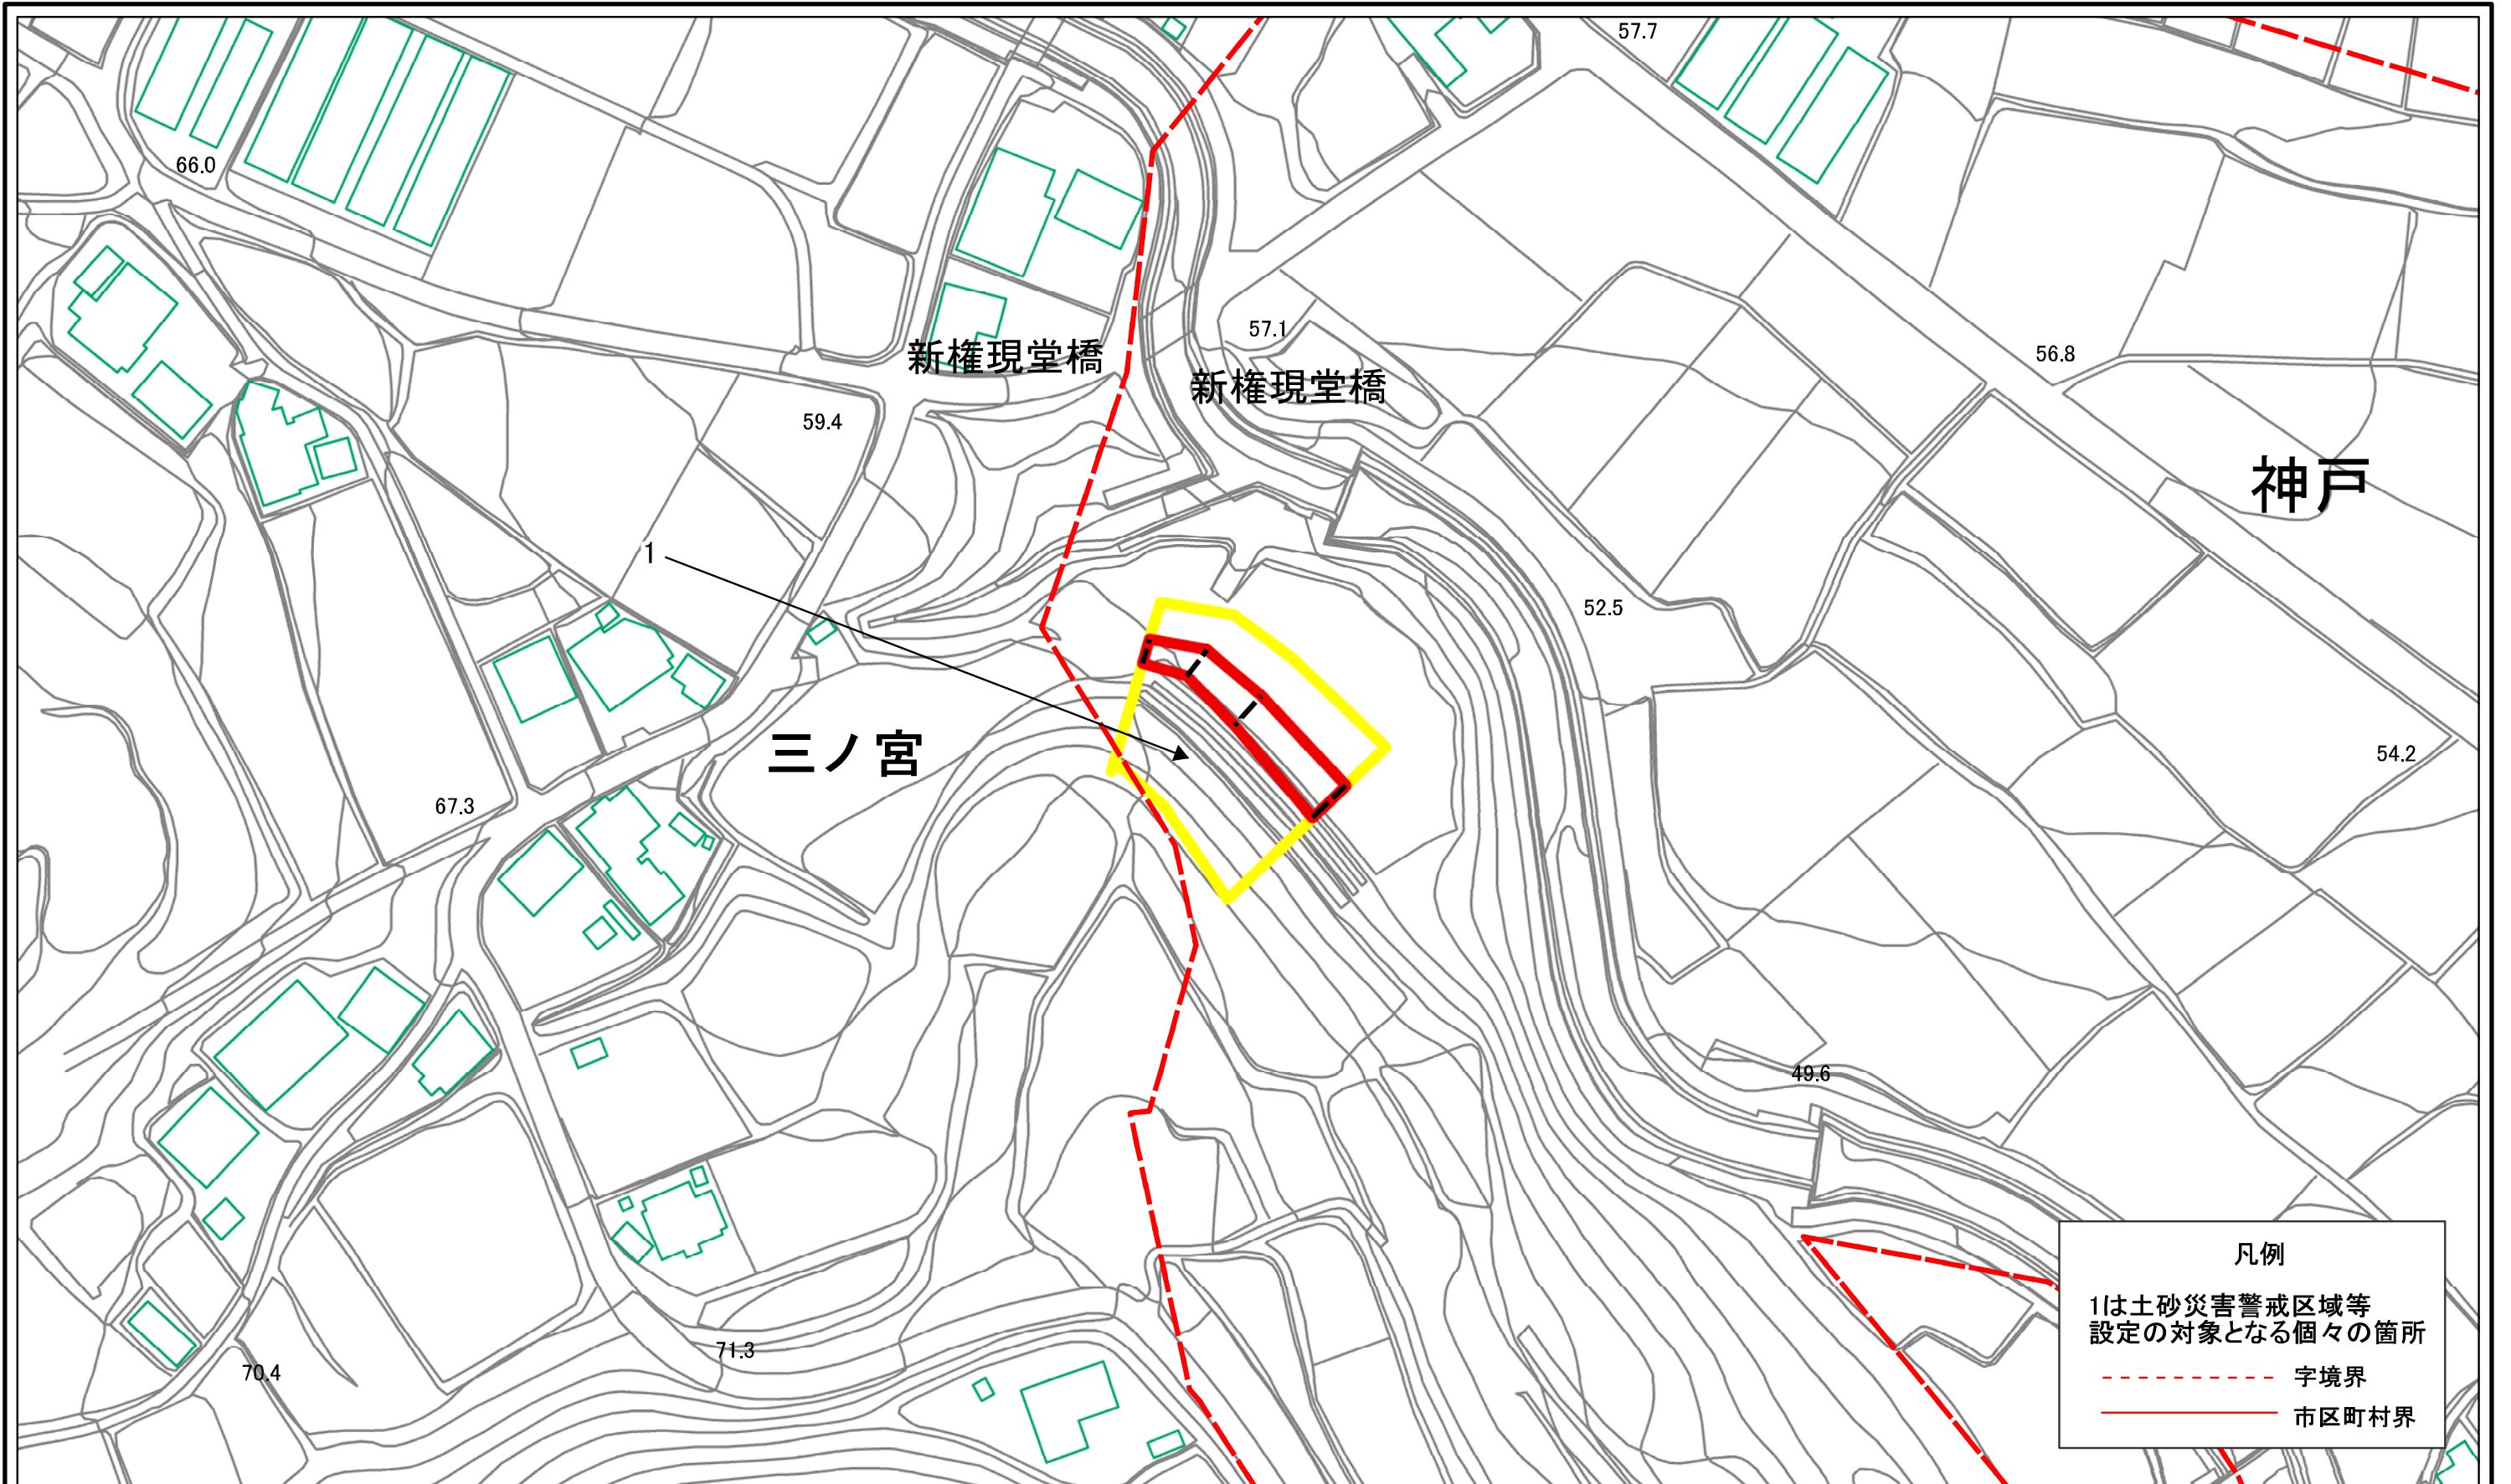 57.7
66.0
57.1
新権現堂橋
56.8
新権現堂橋
59.4
神戸
1
52.5
三ノ宮
54.2
67.3
49.6
凡例
1は土砂災害警戒区域等
設定の対象となる個々の箇所
71.3
70.4
字境界
市区町村界